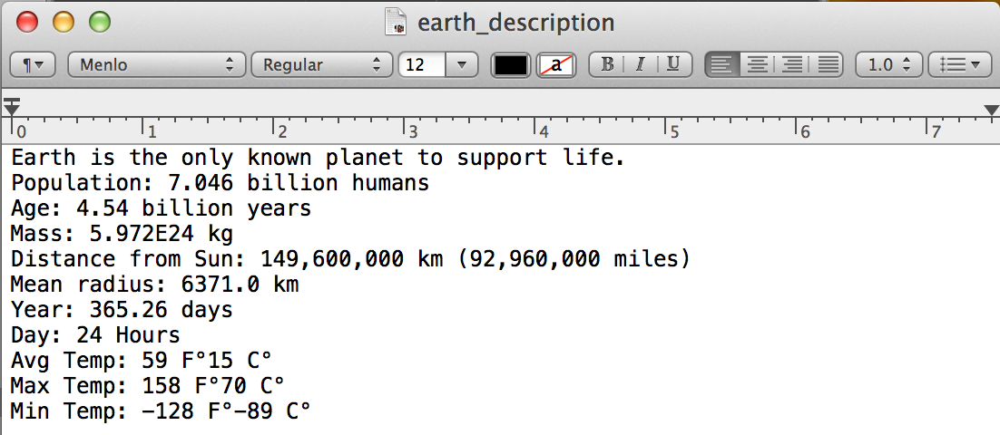 earth_description
¶ Menlo Regular 12 a B I U 1.0
0 1 2 3 4 5 6 7
Earth is the only known planet to support life.
Population: 7.046 billion humans
Age: 4.54 billion years
Mass: 5.972E24 kg
Distance from Sun: 149,600,000 km (92,960,000 miles)
Mean radius: 6371.0 km
Year: 365.26 days
Day: 24 Hours
Avg Temp: 59 F°15 C°
Max Temp: 158 F°70 C°
Min Temp: -128 F°-89 C°